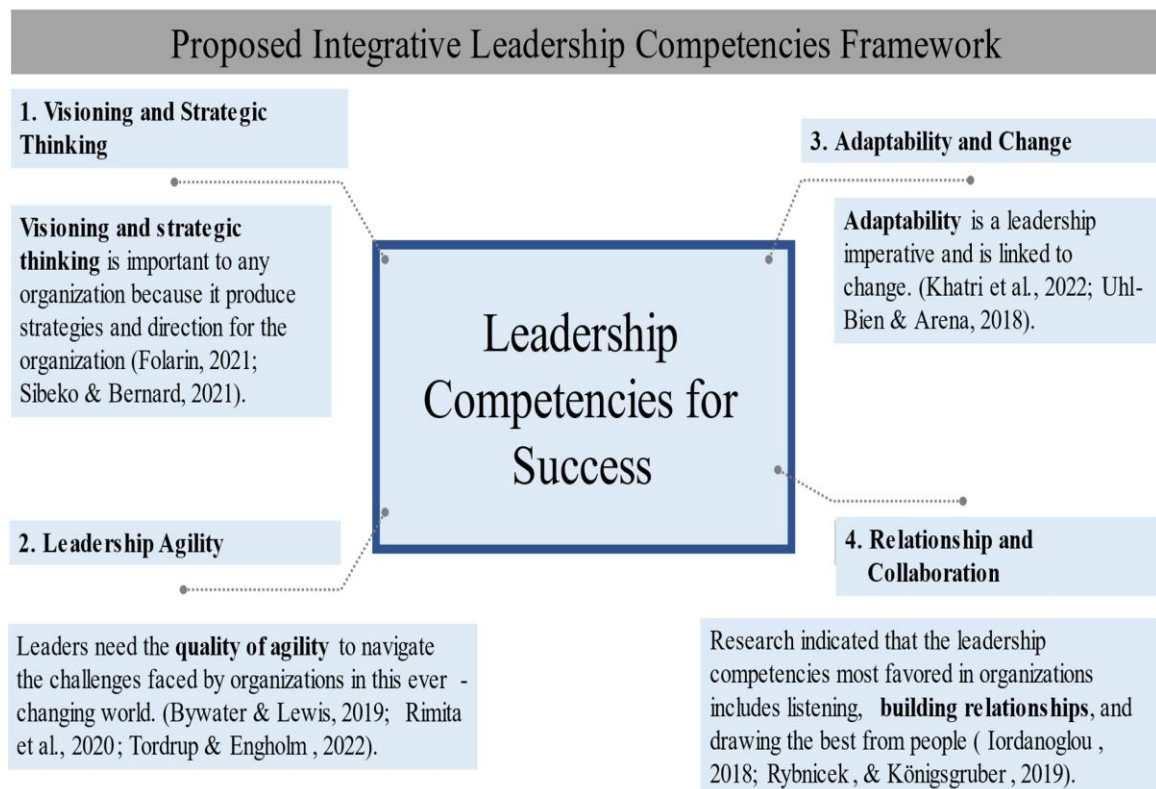 Proposed Integrative Leadership Competencies Framework
1. Visioning and Strategic
Thinking
Visioning and strategic
thinking is important to any
organization because it produce
strategies and direction for the
organization (Folarin, 2021;
Sibeko & Bernard, 2021).
2. Leadership Agility
Leaders need the quality of agility to navigate
the challenges faced by organizations in this ever -
changing world. (Bywater & Lewis, 2019; Rimita
et al., 2020; Tordrup & Engholm , 2022).
Leadership
Competencies for
Success
3. Adaptability and Change
Adaptability is a leadership
imperative and is linked to
change. (Khatri et al., 2022; Uhl-
Bien & Arena, 2018).
4. Relationship and
Collaboration
Research indicated that the leadership
competencies most favored in organizations
includes listening, building relationships, and
drawing the best from people ( Iordanoglou ,
2018; Rybnicek , & Königsgruber , 2019).